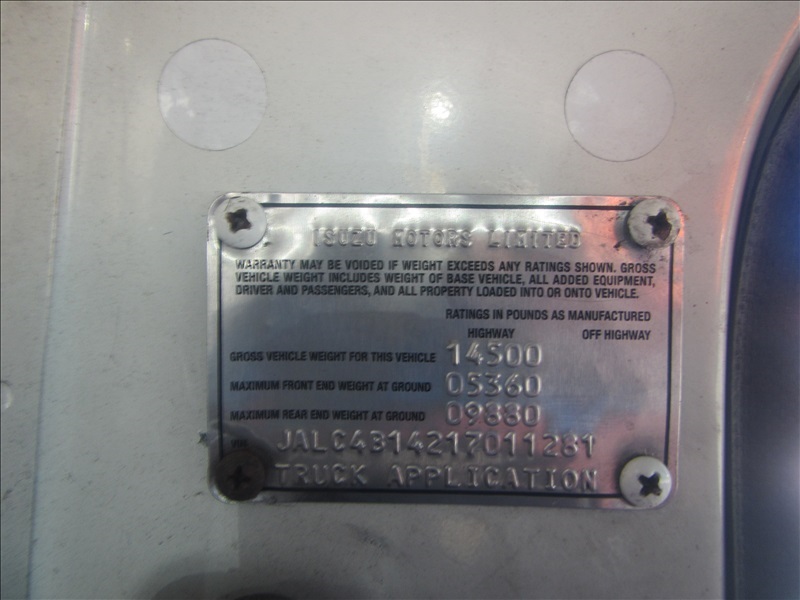 ISUZU MOTORS LIMITED
WARRANTY MAY BE VOIDED IF WEIGHT EXCEEDS ANY RATINGS SHOWN. GROSS
VEHICLE WEIGHT INCLUDES WEIGHT OF BASE VEHICLE, ALL ADDED EQUIPMENT,
DRIVER AND PASSENGERS, AND ALL PROPERTY LOADED INTO OR ONTO VEHICLE.
RATINGS IN POUNDS AS MANUFACTURED
HIGHWAY OFF HIGHWAY
GROSS VEHICLE WEIGHT FOR THIS VEHICLE 14500
MAXIMUM FRONT END WEIGHT AT GROUND 05360
MAXIMUM REAR END WEIGHT AT GROUND 09880
VIN JALC4B14217011281
TRUCK APPLICATION